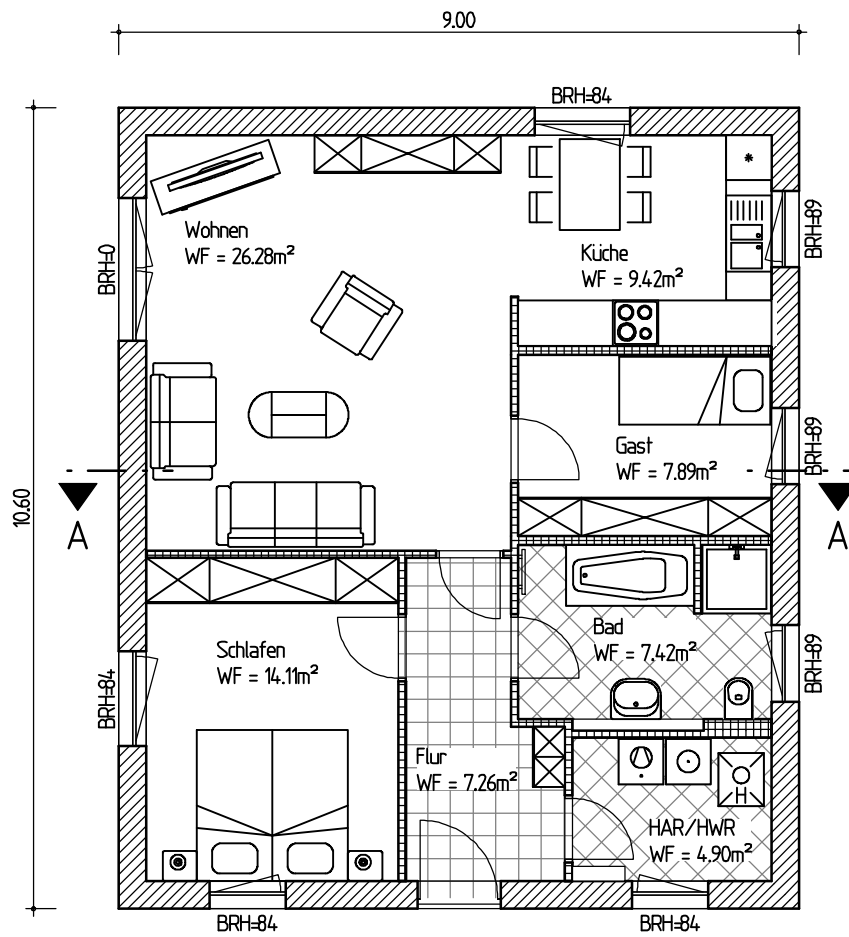 9.00
BRH=84
10.60
Wohnen
WF = 26.28m²
Küche
WF = 9.42m²
BRH=0
BRH=89
Gast
WF = 7.89m²
BRH=89
A
A
Schlafen
WF = 14.11m²
Bad
WF = 7.42m²
BRH=84
BRH=89
Flur
WF = 7.26m²
H
HAR/HWR
WF = 4.90m²
BRH=84
BRH=84